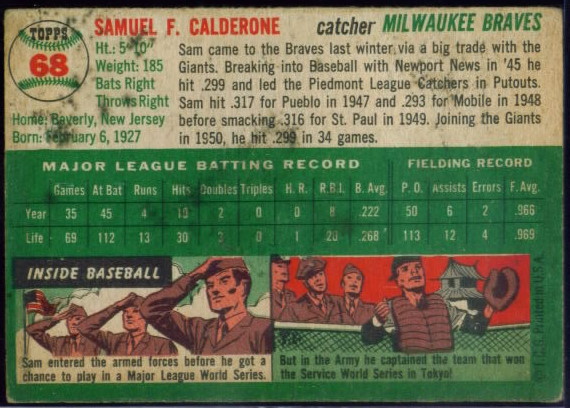 TOPPS
68
SAMUEL F. CALDERONE catcher MILWAUKEE BRAVES
Ht.: 5' 10"
Weight: 185
Bats Right
Throws Right
Home: Beverly, New Jersey
Born: February 6, 1927
Sam came to the Braves last winter via a big trade with the
Giants. Breaking into Baseball with Newport News in '45 he
hit .299 and led the Piedmont League Catchers in Putouts.
Sam hit .317 for Pueblo in 1947 and .293 for Mobile in 1948
before smacking .316 for St. Paul in 1949. Joining the Giants
in 1950, he hit .299 in 34 games.
MAJOR LEAGUE BATTING RECORD FIELDING RECORD
Games At Bat Runs Hits Doubles Triples H. R. R.B.I. B. Avg. P. O. Assists Errors F. Avg.
Year 35 45 4 10 2 0 0 8 .222 50 6 2 .966
Life 69 112 13 30 3 0 1 20 .268 113 12 4 .969
INSIDE BASEBALL
Sam entered the armed forces before he got a
chance to play in a Major League World Series.
But in the Army he captained the team that won
the Service World Series in Tokyo!
T.C.G. Printed in U.S.A.